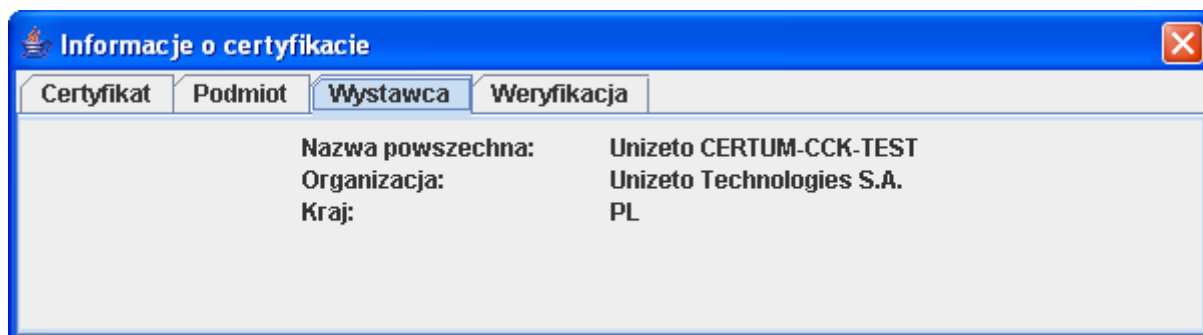 Informacje o certyfikacie
Certyfikat Podmiot Wystawca Weryfikacja
Nazwa powszechna: Unizeto CERTUM-CCK-TEST
Organizacja: Unizeto Technologies S.A.
Kraj: PL